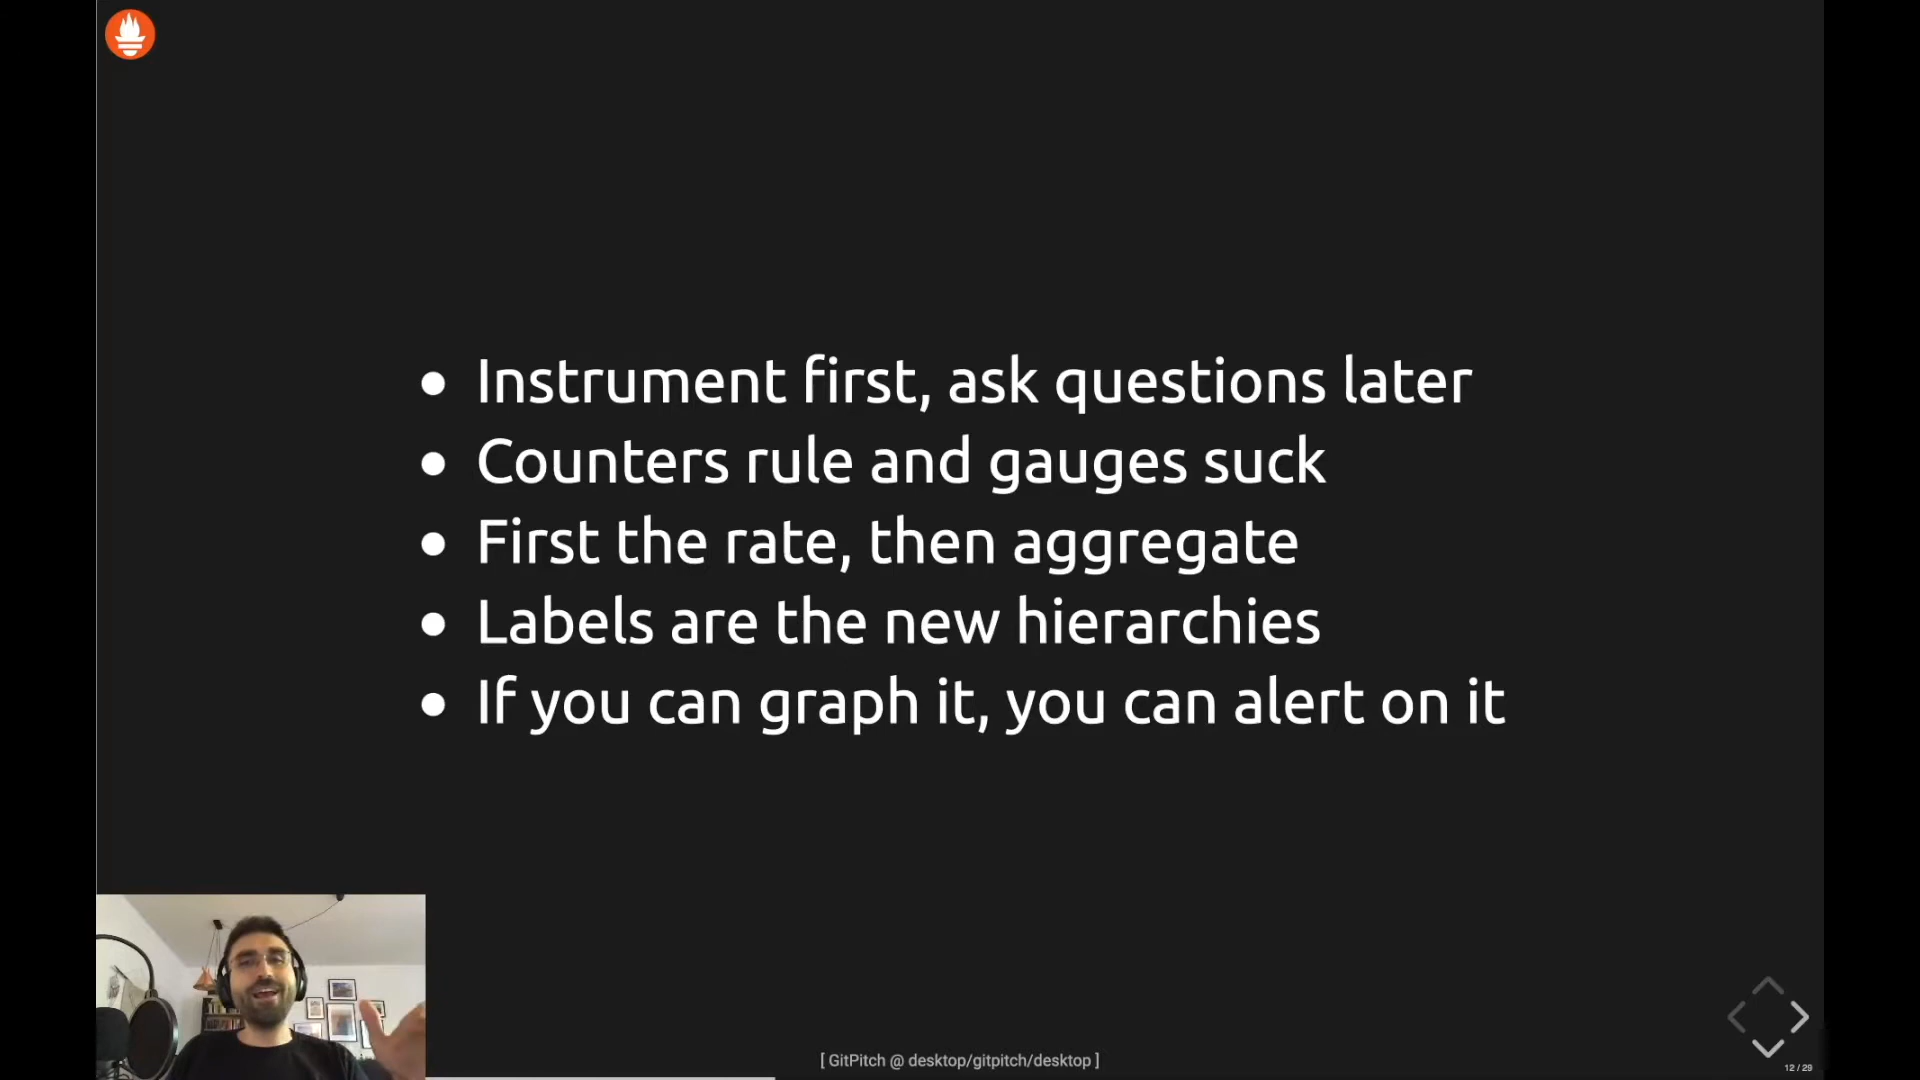 ● Instrument first, ask questions later
● Counters rule and gauges suck
● First the rate, then aggregate
● Labels are the new hierarchies
● If you can graph it, you can alert on it
[ GitPitch @ desktop/gitpitch/desktop ]
12 / 29